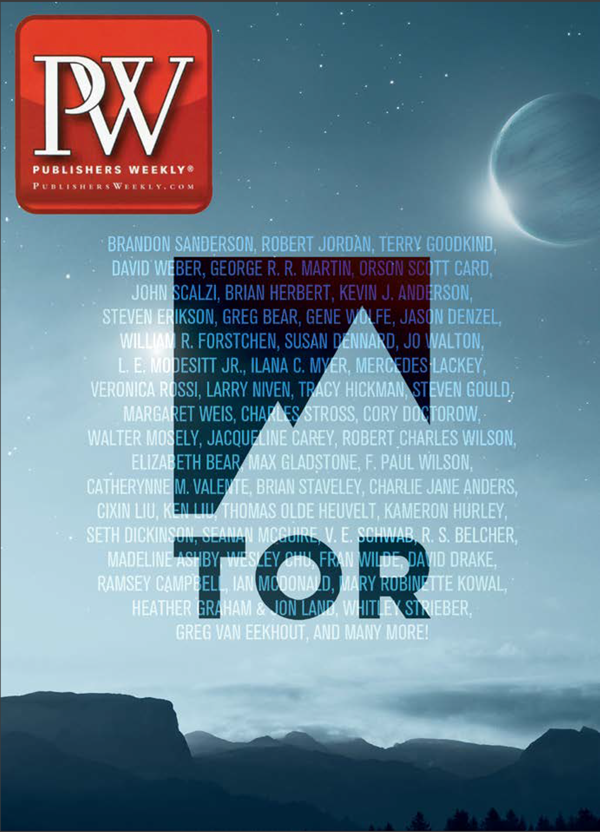 PW
PUBLISHERS WEEKLY®
PUBLISHERSWEEKLY.COM
BRANDON SANDERSON, ROBERT JORDAN, TERRY GOODKIND,
DAVID WEBER, GEORGE R. R. MARTIN, ORSON SCOTT CARD,
JOHN SCALZI, BRIAN HERBERT, KEVIN J. ANDERSON,
STEVEN ERIKSON, GREG BEAR, GENE WOLFE, JASON DENZEL,
WILLIAM R. FORSTCHEN, SUSAN DENNARD, JO WALTON,
L. E. MODESITT JR., ILANA C. MYER, MERCEDES LACKEY,
VERONICA ROSSI, LARRY NIVEN, TRACY HICKMAN, STEVEN GOULD,
MARGARET WEIS, CHARLES STROSS, CORY DOCTOROW,
WALTER MOSELY, JACQUELINE CAREY, ROBERT CHARLES WILSON,
ELIZABETH BEAR, MAX GLADSTONE, F. PAUL WILSON,
CATHERYNNE M. VALENTE, BRIAN STAVELEY, CHARLIE JANE ANDERS,
CIXIN LIU, KEN LIU, THOMAS OLDE HEUVELT, KAMERON HURLEY,
SETH DICKINSON, SEANAN MCGUIRE, V. E. SCHWAB, R. S. BELCHER,
MADELINE ASHBY, WESLEY CHU, FRAN WILDE, DAVID DRAKE,
RAMSEY CAMPBELL, IAN MCDONALD, MARY ROBINETTE KOWAL,
HEATHER GRAHAM & JON LAND, WHITLEY STRIEBER,
GREG VAN EEKHOUT, AND MANY MORE!
TOR